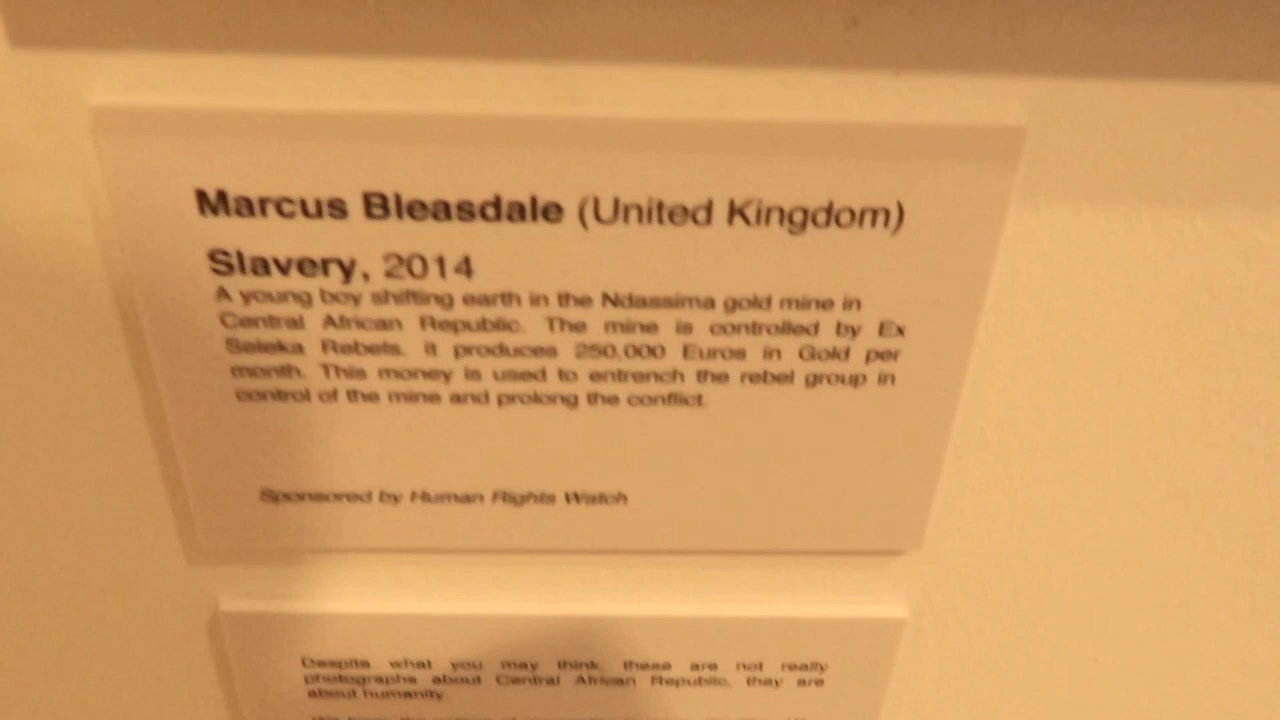 Marcus Bleasdale (United Kingdom)
Slavery, 2014
A young boy shifting earth in the Ndassima gold mine in
Central African Republic. The mine is controlled by Ex
Seleka Rebels. it produces 250,000 Euros in Gold per
month. This money is used to entrench the rebel group in
control of the mine and prolong the conflict.
Sponsored by Human Rights Watch
Despite what you may think, these are not really
photographs about Central African Republic, they are
about humanity.